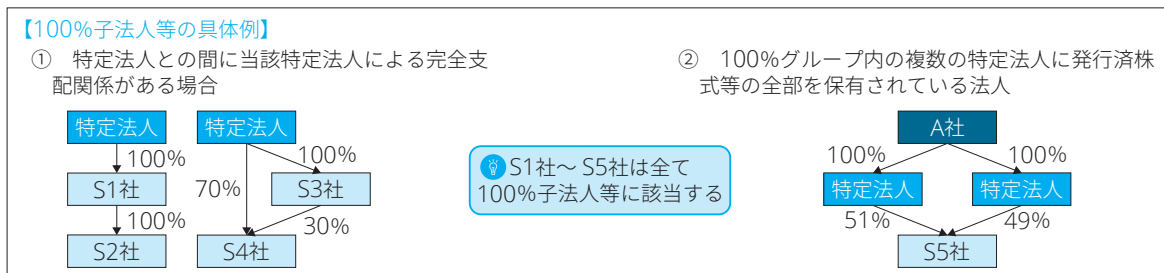 【100%子法人等の具体例】
① 特定法人との間に当該特定法人による完全支
配関係がある場合
特定法人
特定法人
100%
100%
S1社
70%
S3社
100%
30%
S2社
S4社
S1社～ S5社は全て
100%子法人等に該当する
② 100%グループ内の複数の特定法人に発行済株
式等の全部を保有されている法人
A社
100%
100%
特定法人
特定法人
51%
49%
S5社